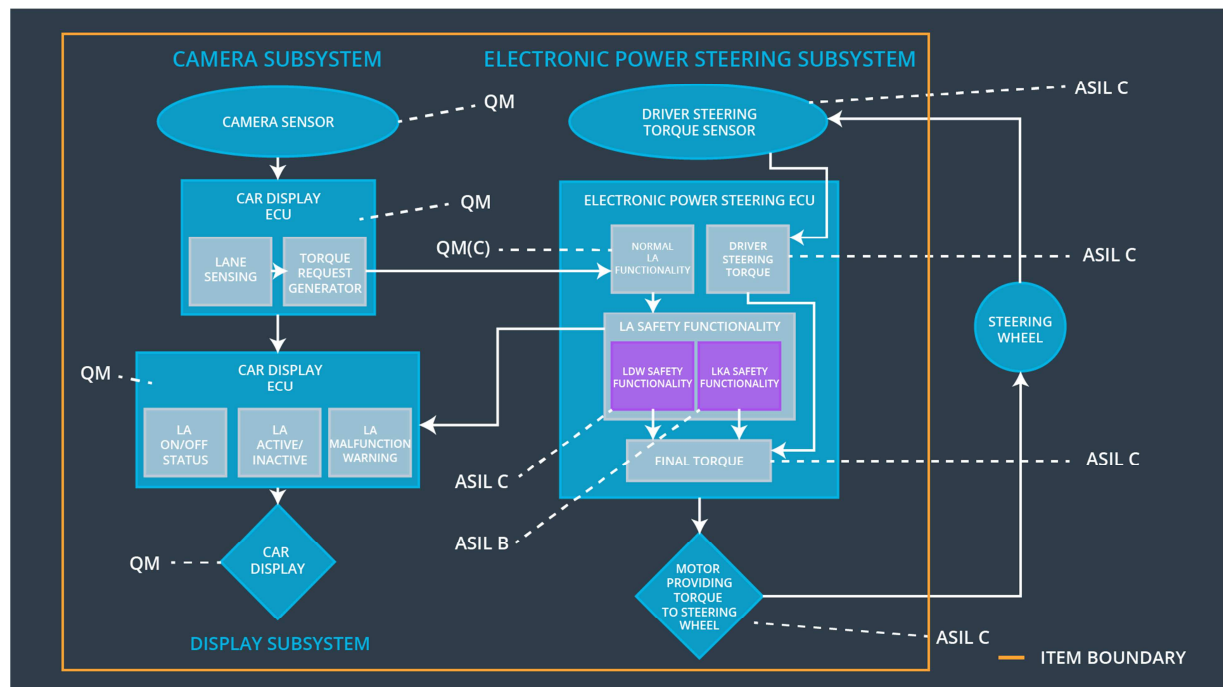 CAMERA SUBSYSTEM
ELECTRONIC POWER STEERING SUBSYSTEM
CAMERA SENSOR
QM
DRIVER STEERING
TORQUE SENSOR
ASIL C
CAR DISPLAY
ECU
QM
LANE
SENSING
TORQUE
REQUEST
GENERATOR
ELECTRONIC POWER STEERING ECU
QM(C)
NORMAL
LA
FUNCTIONALITY
DRIVER
STEERING
TORQUE
ASIL C
STEERING
WHEEL
LA SAFETY FUNCTIONALITY
LDW SAFETY
FUNCTIONALITY
LKA SAFETY
FUNCTIONALITY
CAR DISPLAY
ECU
QM
LA
ON/OFF
STATUS
LA
ACTIVE/
INACTIVE
LA
MALFUNCTION
WARNING
FINAL TORQUE
ASIL C
ASIL C
ASIL B
CAR
DISPLAY
QM
MOTOR
PROVIDING
TORQUE
TO STEERING
WHEEL
ASIL C
DISPLAY SUBSYSTEM
ITEM BOUNDARY